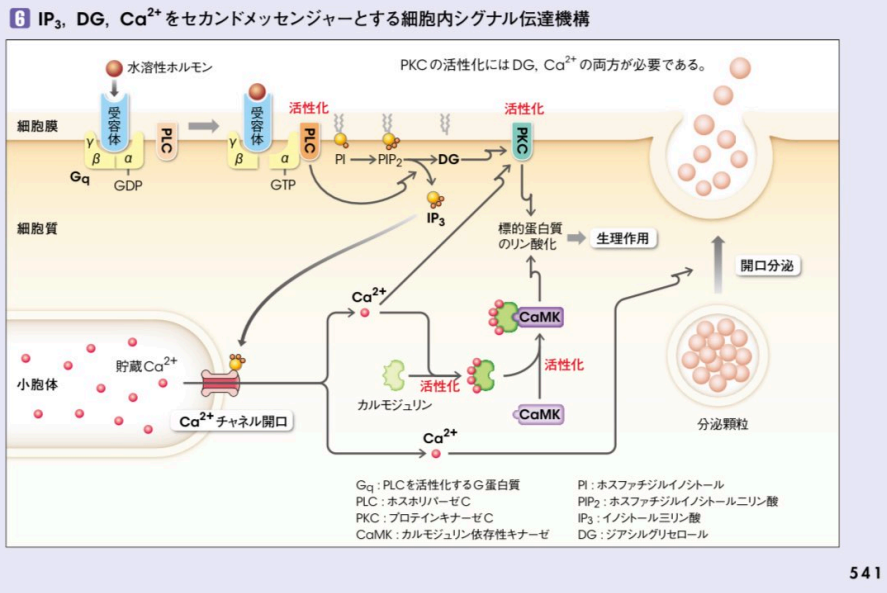 6 IP3, DG, Ca2+をセカンドメッセンジャーとする細胞内シグナル伝達機構
水溶性ホルモン
PKCの活性化にはDG, Ca2+の両方が必要である。
細胞膜
受容体
γ
β
α
Gq
GDP
PLC
受容体
γ
β
α
GTP
活性化
PLC
PI
PIP2
DG
IP3
活性化
PKC
細胞質
標的蛋白質
のリン酸化
生理作用
開口分泌
Ca2+
CaMK
活性化
活性化
カルモジュリン
CaMK
小胞体
貯蔵Ca2+
Ca2+チャネル開口
Ca2+
分泌顆粒
Gq : PLCを活性化するG蛋白質
PLC : ホスホリパーゼC
PKC : プロテインキナーゼC
CaMK : カルモジュリン依存性キナーゼ
PI : ホスファチジルイノシトール
PIP2 : ホスファチジルイノシトール二リン酸
IP3 : イノシトール三リン酸
DG : ジアシルグリセロール
541